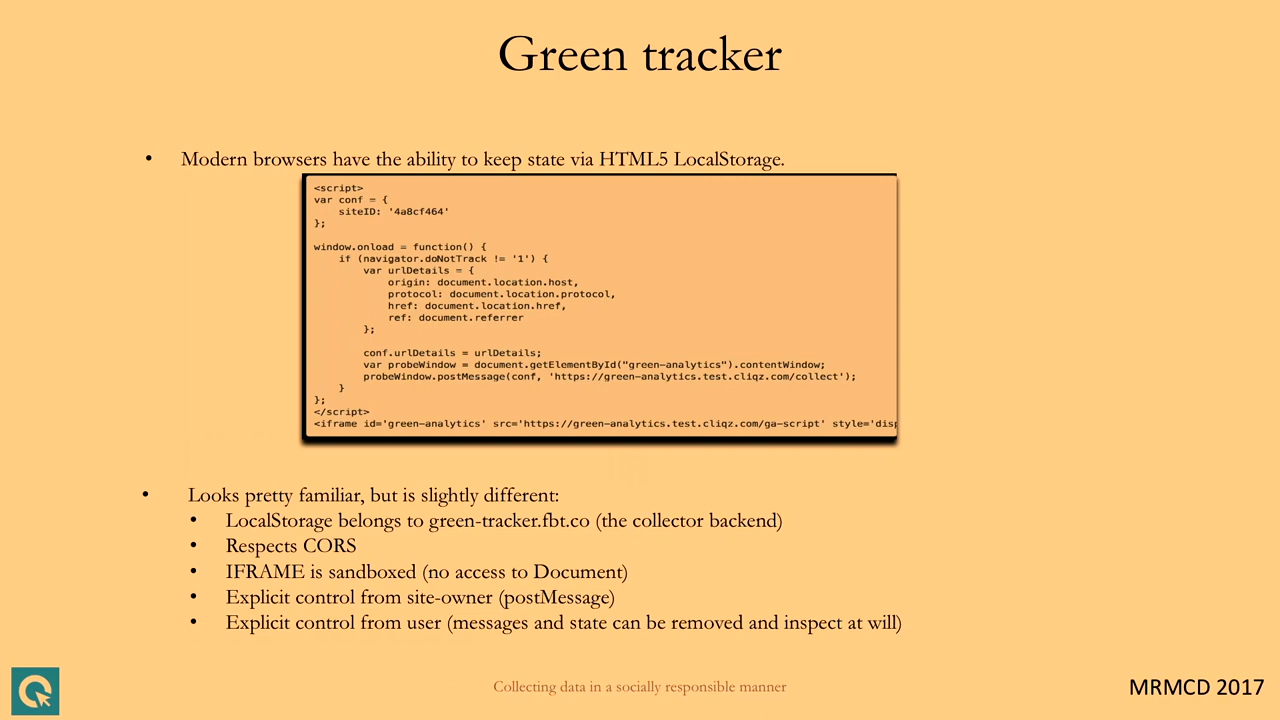 Green tracker
• Modern browsers have the ability to keep state via HTML5 LocalStorage.
<script>
var conf = {
    siteID: '4a8cf464'
};

window.onload = function() {
    if (navigator.doNotTrack != '1') {
        var urlDetails = {
            origin: document.location.host,
            protocol: document.location.protocol,
            href: document.location.href,
            ref: document.referrer
        };

        conf.urlDetails = urlDetails;
        var probeWindow = document.getElementById("green-analytics").contentWindow;
        probeWindow.postMessage(conf, 'https://green-analytics.test.cliqz.com/collect');
    }
};
</script>
<iframe id='green-analytics' src='https://green-analytics.test.cliqz.com/ga-script' style='disp
• Looks pretty familiar, but is slightly different:
• LocalStorage belongs to green-tracker.fbt.co (the collector backend)
• Respects CORS
• IFRAME is sandboxed (no access to Document)
• Explicit control from site-owner (postMessage)
• Explicit control from user (messages and state can be removed and inspect at will)
Collecting data in a socially responsible manner
MRMCD 2017